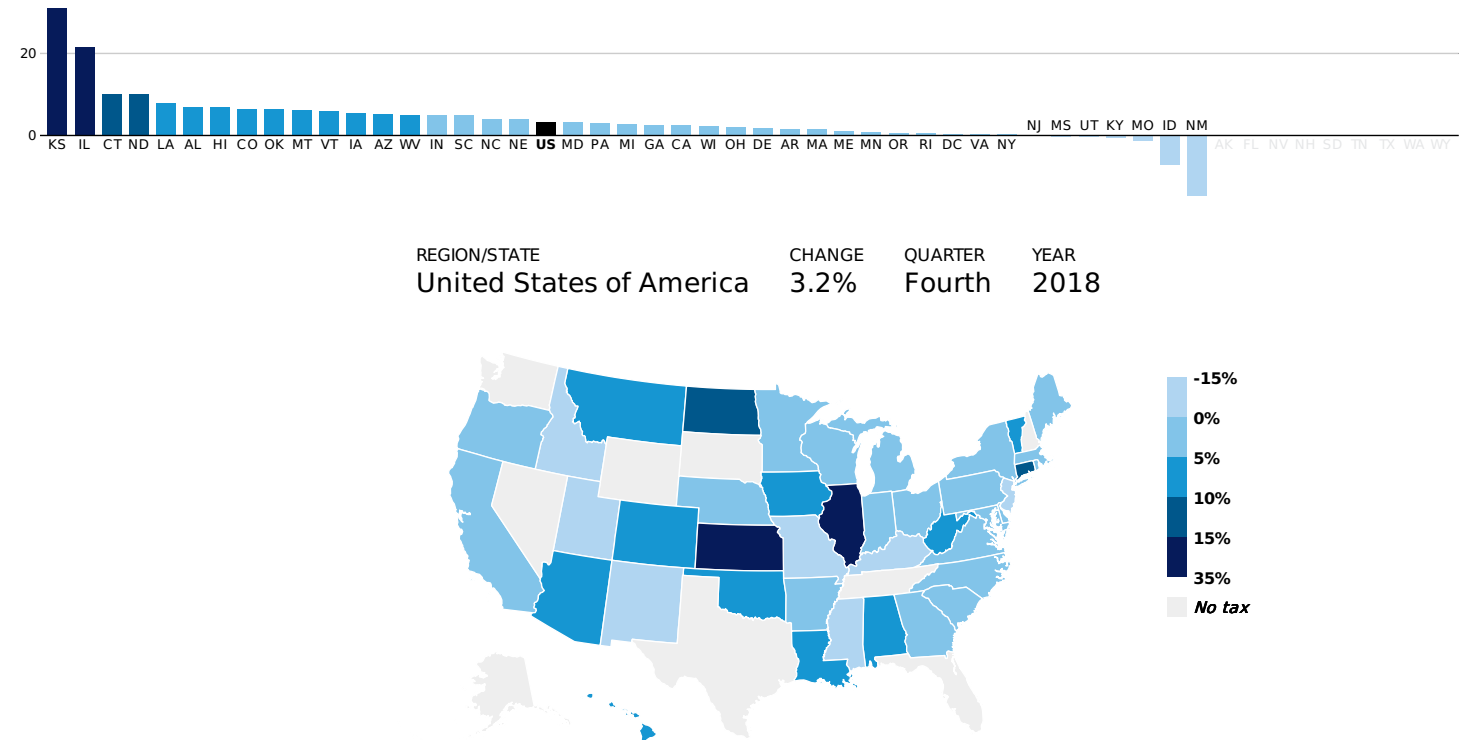 20
0
NJ MS UT KY MO ID NM
KS IL CT ND LA AL HI CO OK MT VT IA AZ WV IN SC NC NE US MD PA MI GA CA WI OH DE AR MA ME MN OR RI DC VA NY AK FL NV NH SD TN TX WA WY
REGION/STATE CHANGE QUARTER YEAR
United States of America 3.2% Fourth 2018
-15%
0%
5%
10%
15%
35%
No tax